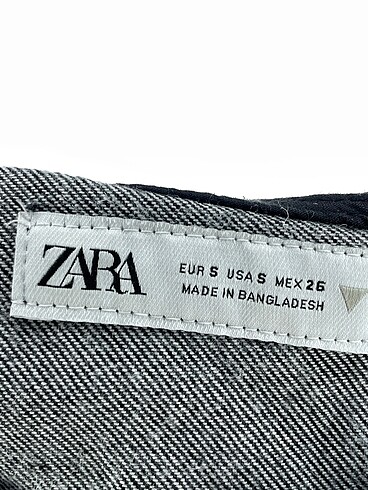 ZARA
EUR S USA S MEX 26
MADE IN BANGLADESH